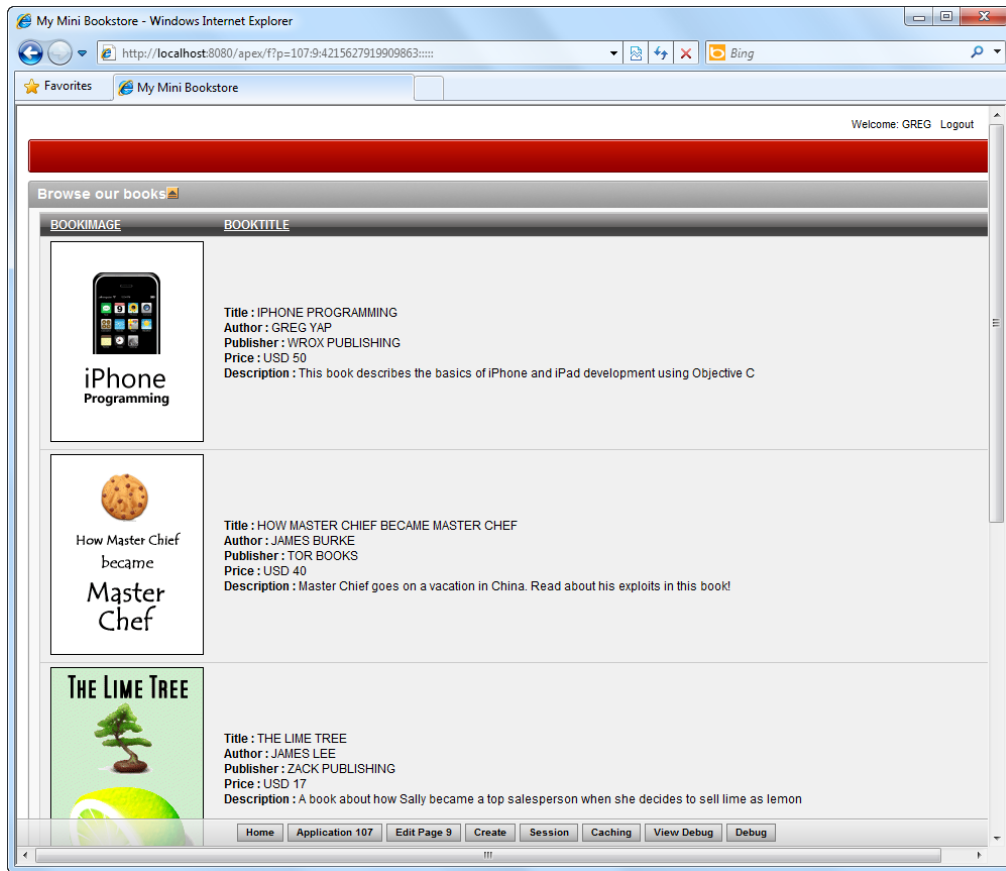 My Mini Bookstore - Windows Internet Explorer
http://localhost:8080/apex/f?p=107:9:4215627919909863:::::
Bing
Favorites
My Mini Bookstore
Welcome: GREG Logout
Browse our books
BOOKIMAGE BOOKTITLE
iPhone
Programming
Title : IPHONE PROGRAMMING
Author : GREG YAP
Publisher : WROX PUBLISHING
Price : USD 50
Description : This book describes the basics of iPhone and iPad development using Objective C
How Master Chief
became
Master
Chef
Title : HOW MASTER CHIEF BECAME MASTER CHEF
Author : JAMES BURKE
Publisher : TOR BOOKS
Price : USD 40
Description : Master Chief goes on a vacation in China. Read about his exploits in this book!
THE LIME TREE
Title : THE LIME TREE
Author : JAMES LEE
Publisher : ZACK PUBLISHING
Price : USD 17
Description : A book about how Sally became a top salesperson when she decides to sell lime as lemon
Home Application 107 Edit Page 9 Create Session Caching View Debug Debug